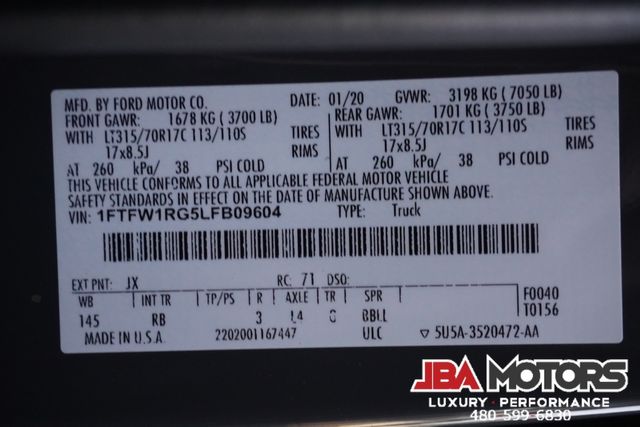 MFD. BY FORD MOTOR CO. DATE: 01/20 GVWR: 3198 KG ( 7050 LB)
FRONT GAWR: 1678 KG ( 3700 LB) REAR GAWR: 1701 KG ( 3750 LB)
WITH LT315/70R17C 113/110S TIRES WITH LT315/70R17C 113/110S TIRES
17x8.5J RIMS 17x8.5J RIMS
AT 260 kPa/ 38 PSI COLD AT 260 kPa/ 38 PSI COLD
THIS VEHICLE CONFORMS TO ALL APPLICABLE FEDERAL MOTOR VEHICLE
SAFETY STANDARDS IN EFFECT ON THE DATE OF MANUFACTURE SHOWN ABOVE.
VIN: 1FTFW1RG5LFB09604 TYPE: Truck
EXT PNT: JX RC: 71 DSO:
WB INT TR TP/PS R AXLE TR SPR F0040
145 RB 3 L4 BBLL T0156
MADE IN U.S.A. 2202001167447 ULC ▽ 5U5A-3520472-AA
JBA MOTORS
LUXURY • PERFORMANCE
480-599-6830